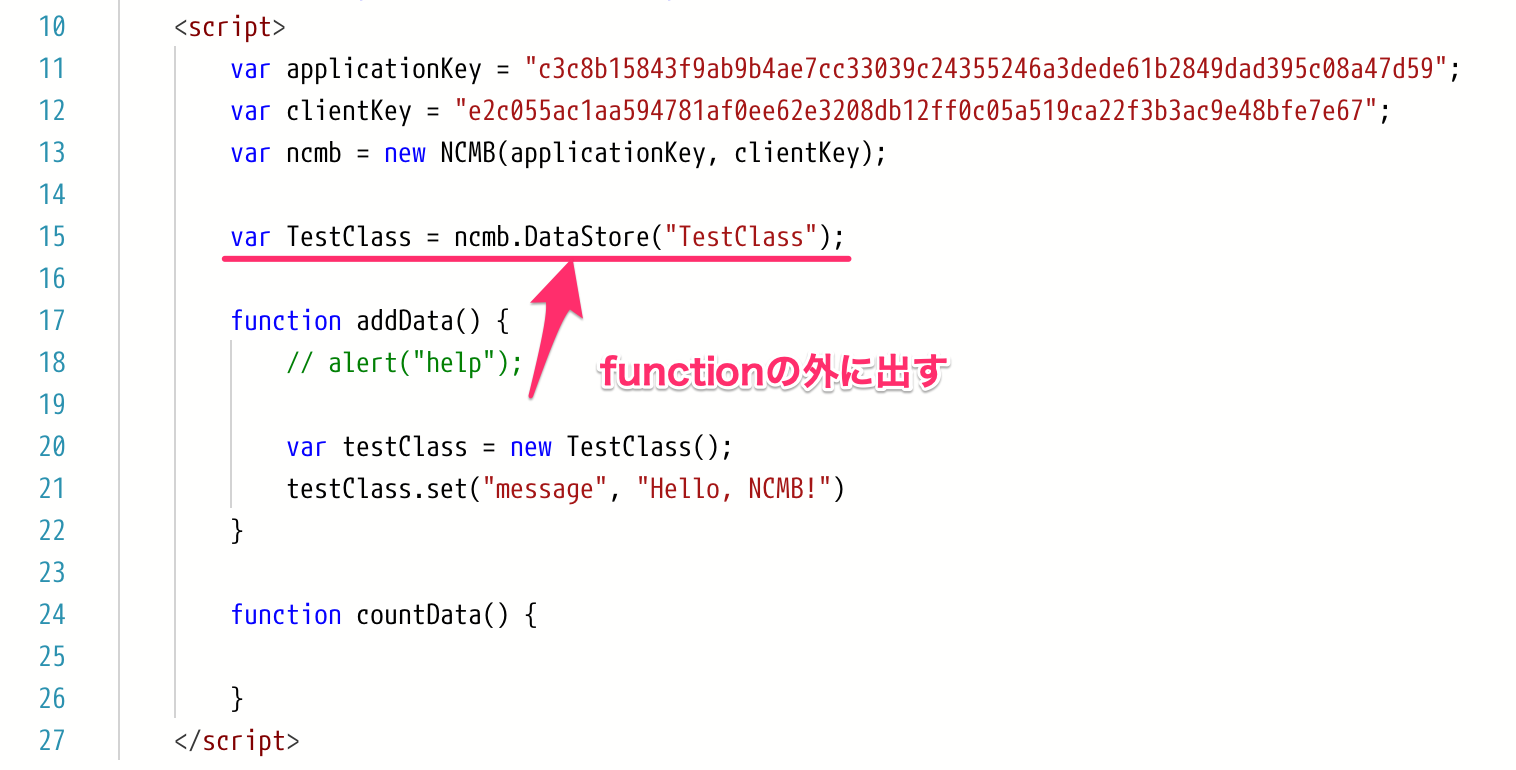 10 <script>
11 var applicationKey = "c3c8b15843f9ab9b4ae7cc33039c24355246a3dede61b2849dad395c08a47d59";
12 var clientKey = "e2c055ac1aa594781af0ee62e3208db12ff0c05a519ca22f3b3ac9e48bfe7e67";
13 var ncmb = new NCMB(applicationKey, clientKey);
14
15 var TestClass = ncmb.DataStore("TestClass");
16
17 function addData() {
18 // alert("help");
functionの外に出す
19
20 var testClass = new TestClass();
21 testClass.set("message", "Hello, NCMB!")
22 }
23
24 function countData() {
25
26 }
27 </script>